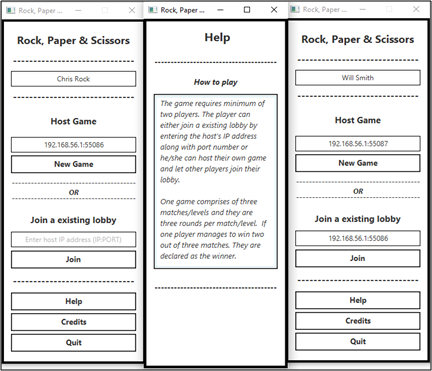 Rock, Paper ...
Rock, Paper & Scissors
Chris Rock
Host Game
192.168.56.1:55086
New Game
OR
Join a existing lobby
Enter host IP address (IP:PORT)
Join
Help
Credits
Quit
Rock, Paper ...
Help
How to play
The game requires minimum of
two players. The player can
either join a existing lobby by
entering the host's IP address
along with port number or
he/she can host their own game
and let other players join their
lobby.
One game comprises of three
matches/levels and they are
three rounds per match/level. If
one player manages to win two
out of three matches. They are
declared as the winner.
Rock, Paper ...
Rock, Paper & Scissors
Will Smith
Host Game
192.168.56.1:55087
New Game
OR
Join a existing lobby
192.168.56.1:55086
Join
Help
Credits
Quit